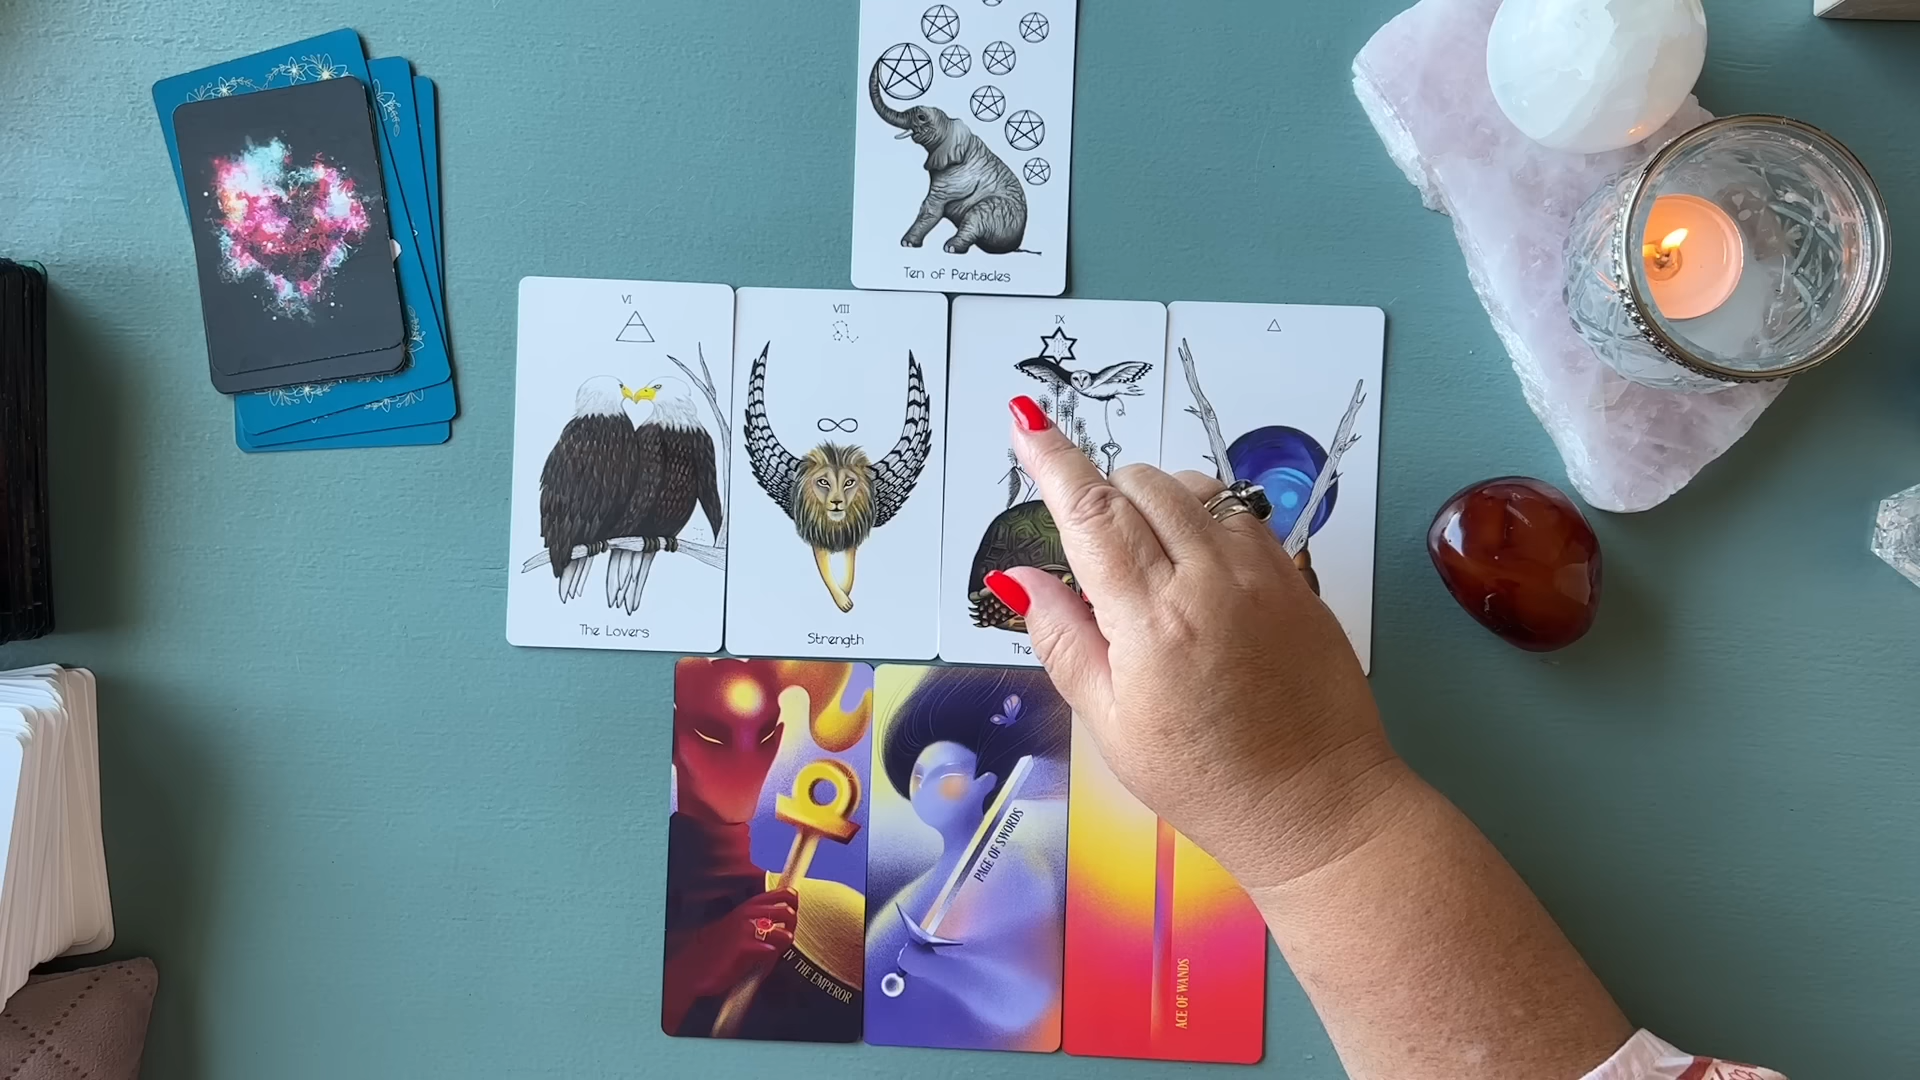 Ten of Pentacles
VI
The Lovers
VIII
Strength
IX
The
IV THE EMPEROR
PAGE OF SWORDS
ACE OF WANDS